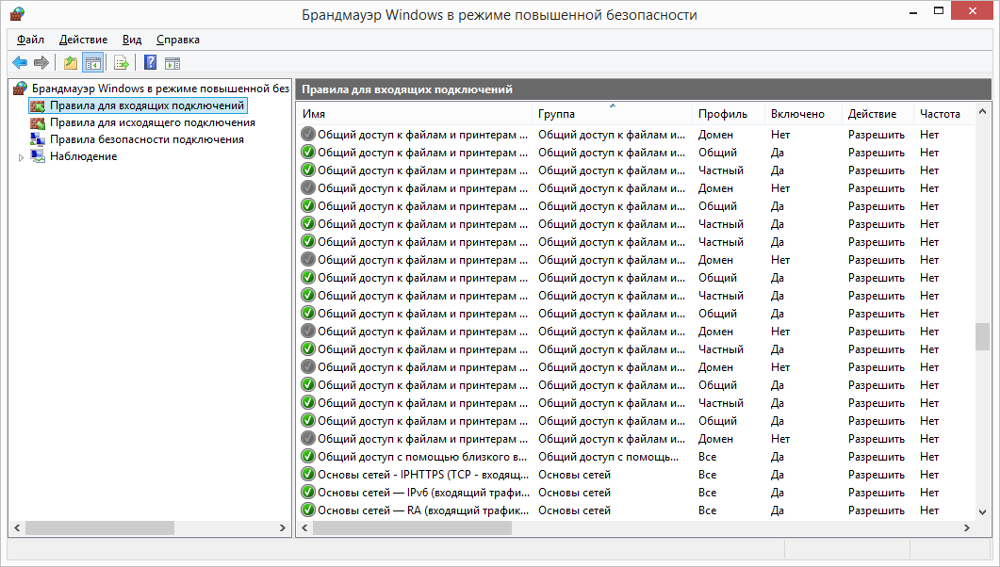 Брандмауэр Windows в режиме повышенной безопасности
Файл Действие Вид Справка
Брандмауэр Windows в режиме повышенной без
Правила для входящих подключений
Правила для исходящего подключения
Правила безопасности подключения
Наблюдение
Правила для входящих подключений
Имя Группа Профиль Включено Действие Частота
Общий доступ к файлам и принтерам ... Общий доступ к файлам и... Домен Нет Разрешить Нет
Общий доступ к файлам и принтерам ... Общий доступ к файлам и... Общий Да Разрешить Нет
Общий доступ к файлам и принтерам ... Общий доступ к файлам и... Частный Да Разрешить Нет
Общий доступ к файлам и принтерам ... Общий доступ к файлам и... Домен Нет Разрешить Нет
Общий доступ к файлам и принтерам ... Общий доступ к файлам и... Общий Да Разрешить Нет
Общий доступ к файлам и принтерам ... Общий доступ к файлам и... Частный Да Разрешить Нет
Общий доступ к файлам и принтерам ... Общий доступ к файлам и... Частный Да Разрешить Нет
Общий доступ к файлам и принтерам ... Общий доступ к файлам и... Домен Нет Разрешить Нет
Общий доступ к файлам и принтерам ... Общий доступ к файлам и... Общий Да Разрешить Нет
Общий доступ к файлам и принтерам ... Общий доступ к файлам и... Частный Да Разрешить Нет
Общий доступ к файлам и принтерам ... Общий доступ к файлам и... Общий Да Разрешить Нет
Общий доступ к файлам и принтерам ... Общий доступ к файлам и... Домен Нет Разрешить Нет
Общий доступ к файлам и принтерам ... Общий доступ к файлам и... Частный Да Разрешить Нет
Общий доступ к файлам и принтерам ... Общий доступ к файлам и... Домен Нет Разрешить Нет
Общий доступ к файлам и принтерам ... Общий доступ к файлам и... Общий Да Разрешить Нет
Общий доступ к файлам и принтерам ... Общий доступ к файлам и... Частный Да Разрешить Нет
Общий доступ к файлам и принтерам ... Общий доступ к файлам и... Общий Да Разрешить Нет
Общий доступ к файлам и принтерам ... Общий доступ к файлам и... Домен Нет Разрешить Нет
Общий доступ с помощью близкого в... Общий доступ с помощь... Все Да Разрешить Нет
Основы сетей - IPHTTPS (TCP - входящ... Основы сетей Все Да Разрешить Нет
Основы сетей — IPv6 (входящий трафи... Основы сетей Все Да Разрешить Нет
Основы сетей — RA (входящий трафик... Основы сетей Все Да Разрешить Нет